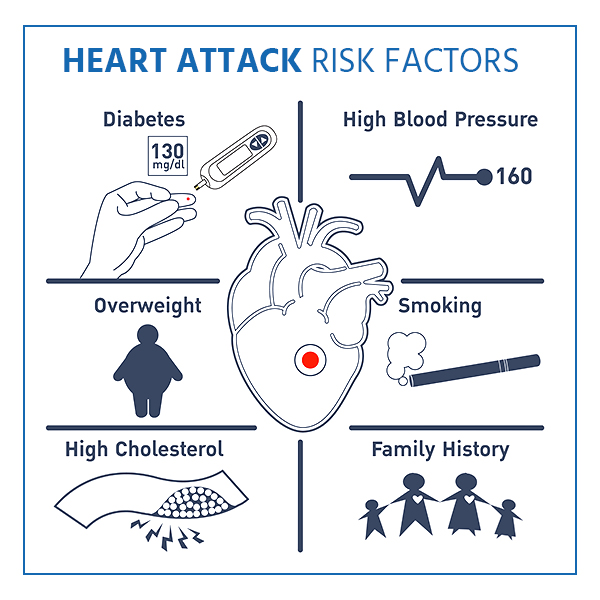 HEART ATTACK RISK FACTORS
Diabetes
130
mg/dl
High Blood Pressure
160
Overweight
Smoking
High Cholesterol
Family History